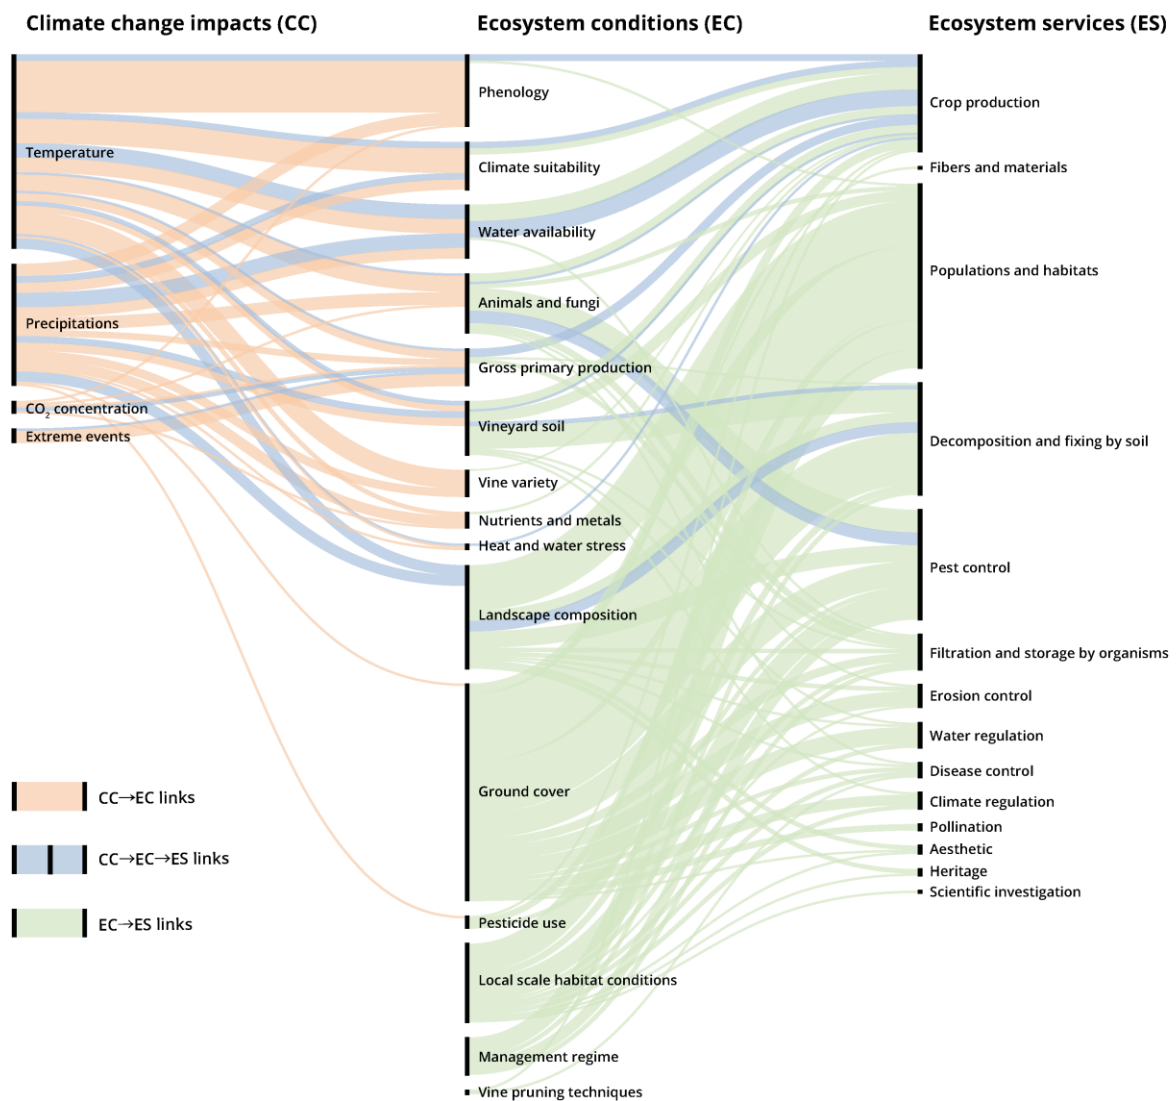 Climate change impacts (CC)
Ecosystem conditions (EC)
Ecosystem services (ES)
Temperature
Precipitations
CO₂ concentration
Extreme events
CC→EC links
CC→EC→ES links
EC→ES links
Phenology
Climate suitability
Water availability
Animals and fungi
Gross primary production
Vineyard soil
Vine variety
Nutrients and metals
Heat and water stress
Landscape composition
Ground cover
Pesticide use
Local scale habitat conditions
Management regime
Vine pruning techniques
Crop production
Fibers and materials
Populations and habitats
Decomposition and fixing by soil
Pest control
Filtration and storage by organisms
Erosion control
Water regulation
Disease control
Climate regulation
Pollination
Aesthetic
Heritage
Scientific investigation